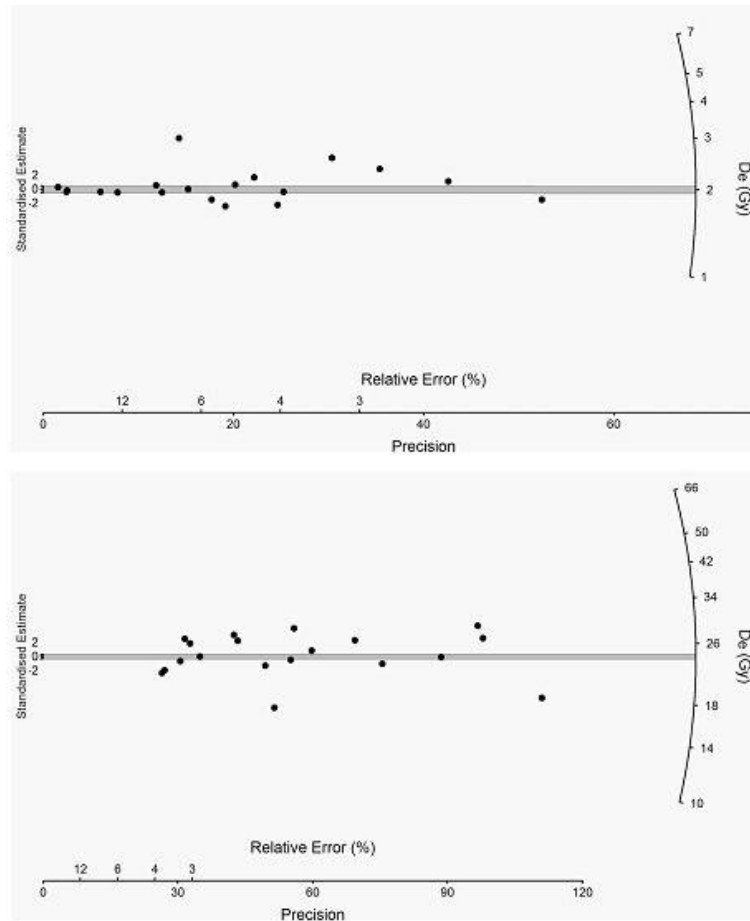 7
5
4
3
2
1
De (Gy)
Standardised Estimate
2
0
-2
Relative Error (%)
12 6 4 3
0 20 40 60
Precision
66
50
42
34
26
18
14
10
De (Gy)
Standardised Estimate
2
0
-2
Relative Error (%)
12 6 4 3
0 30 60 90 120
Precision